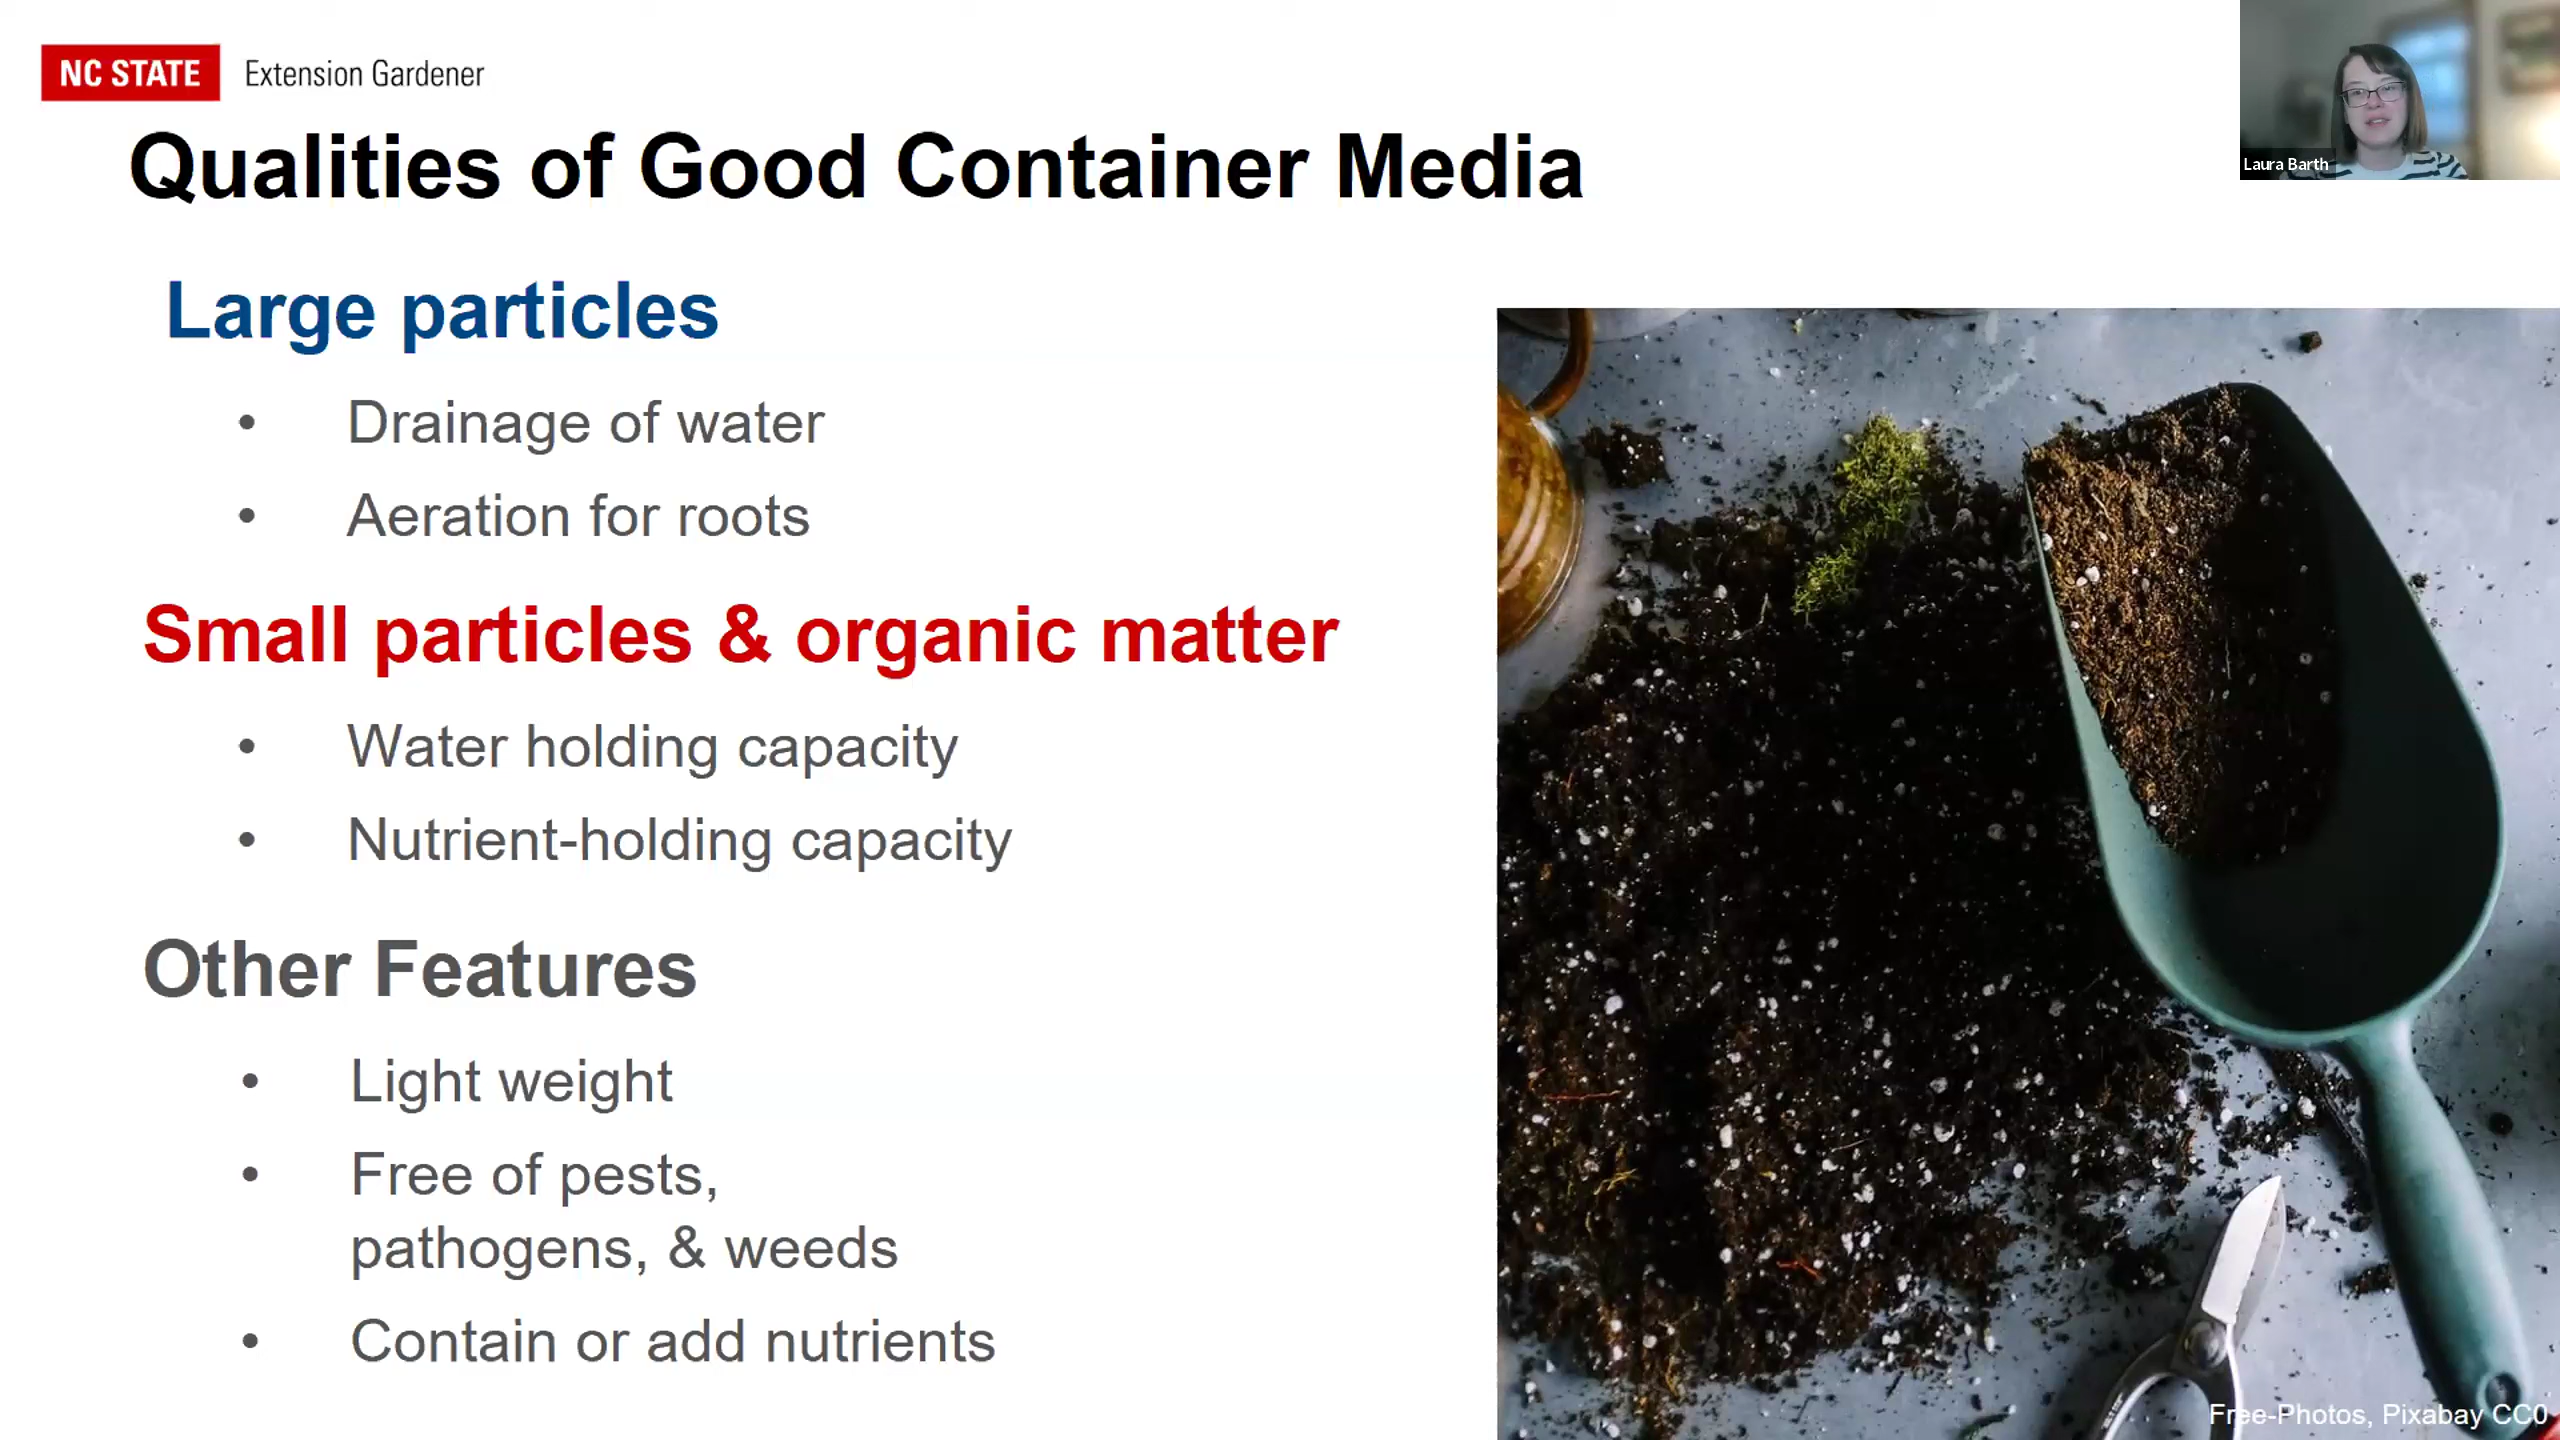 NC STATE Extension Gardener
Laura Barth
Qualities of Good Container Media
Large particles
• Drainage of water
• Aeration for roots
Small particles & organic matter
• Water holding capacity
• Nutrient-holding capacity
Other Features
• Light weight
• Free of pests,
pathogens, & weeds
• Contain or add nutrients
Free-Photos, Pixabay CC0